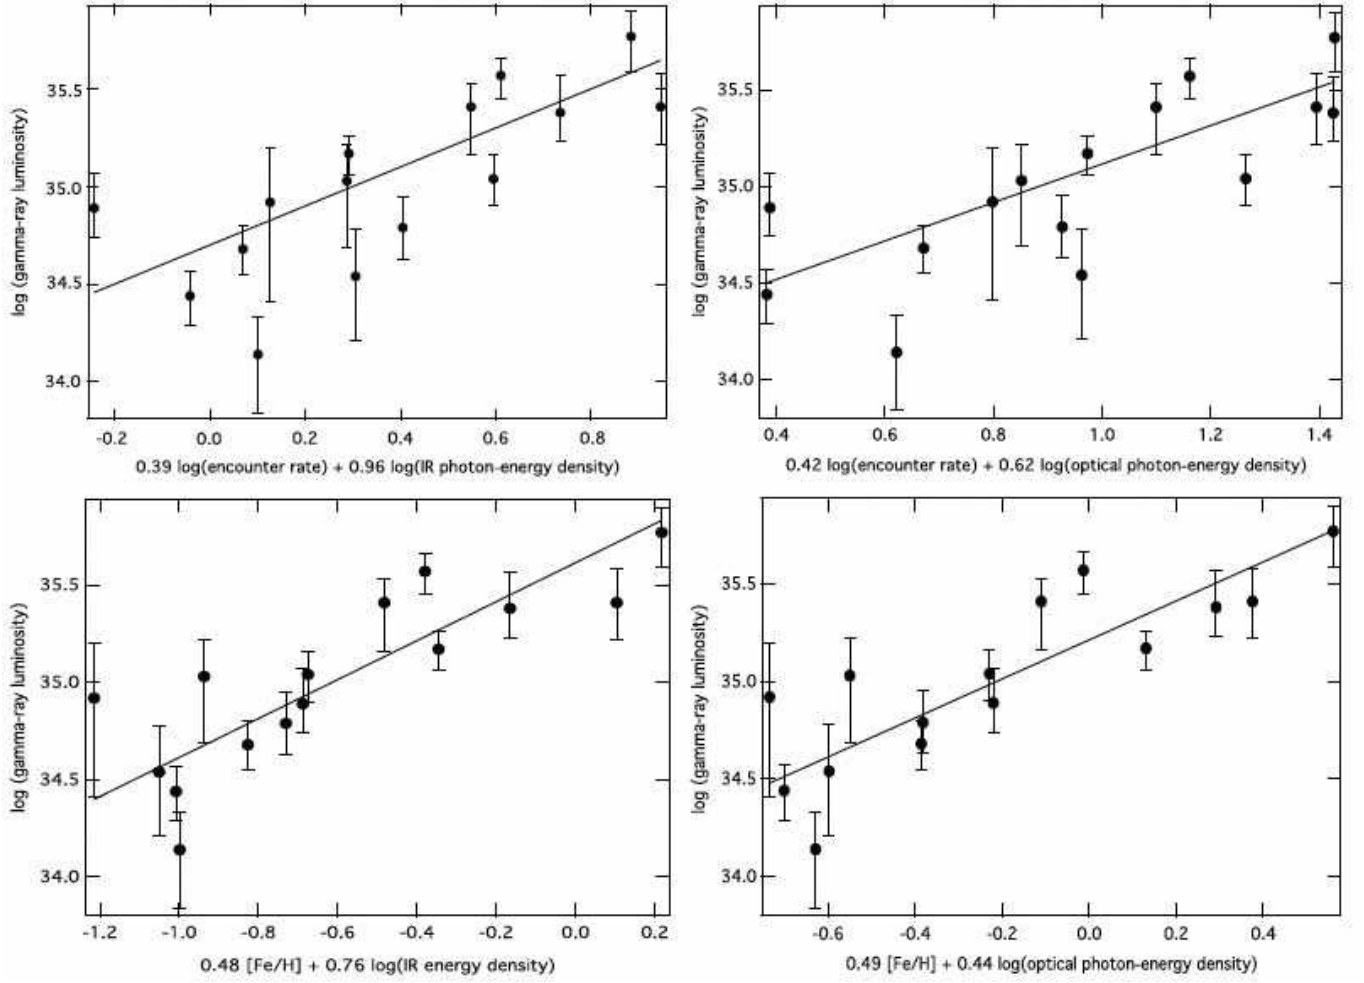 log (gamma-ray luminosity)
35.5
35.0
34.5
34.0
-0.2 0.0 0.2 0.4 0.6 0.8
0.39 log(encounter rate) + 0.96 log(IR photon-energy density)
log (gamma-ray luminosity)
35.5
35.0
34.5
34.0
0.4 0.6 0.8 1.0 1.2 1.4
0.42 log(encounter rate) + 0.62 log(optical photon-energy density)
log (gamma-ray luminosity)
35.5
35.0
34.5
34.0
-1.2 -1.0 -0.8 -0.6 -0.4 -0.2 0.0 0.2
0.48 [Fe/H] + 0.76 log(IR energy density)
log (gamma-ray luminosity)
35.5
35.0
34.5
34.0
-0.6 -0.4 -0.2 0.0 0.2 0.4
0.49 [Fe/H] + 0.44 log(optical photon-energy density)